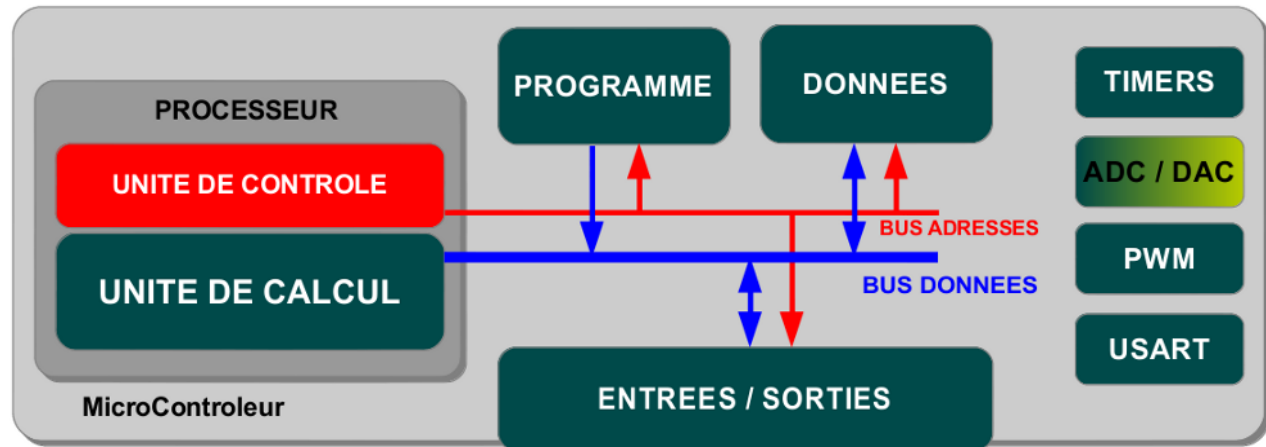 PROCESSEUR
UNITE DE CONTROLE
UNITE DE CALCUL
MicroControleur
PROGRAMME
DONNEES
BUS ADRESSES
BUS DONNEES
ENTREES / SORTIES
TIMERS
ADC / DAC
PWM
USART